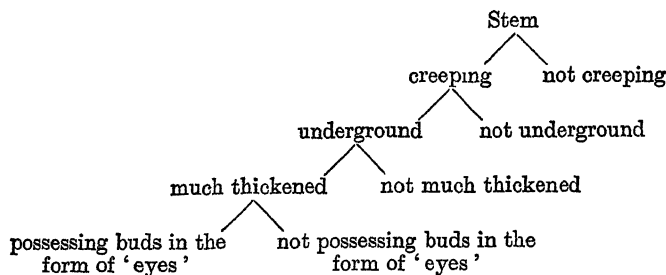 Stem
creeping not creeping
underground not underground
much thickened not much thickened
possessing buds in the not possessing buds in the
form of ‘eyes’ form of ‘eyes’